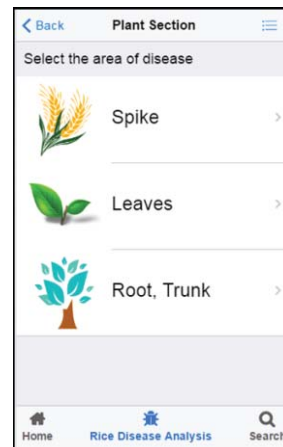 Back Plant Section
Select the area of disease
Spike
Leaves
Root, Trunk
Home Rice Disease Analysis Search